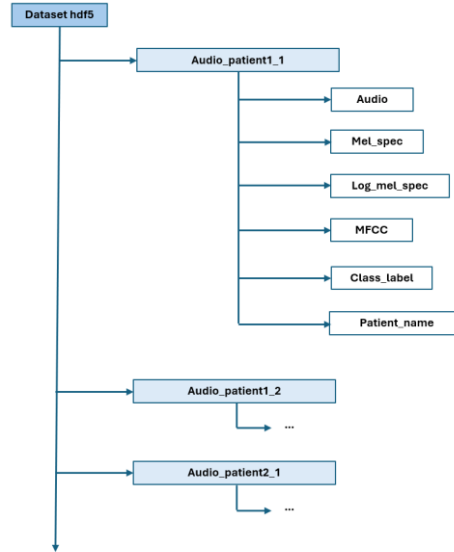 Dataset hdf5
Audio_patient1_1
Audio
Mel_spec
Log_mel_spec
MFCC
Class_label
Patient_name
Audio_patient1_2
...
Audio_patient2_1
...